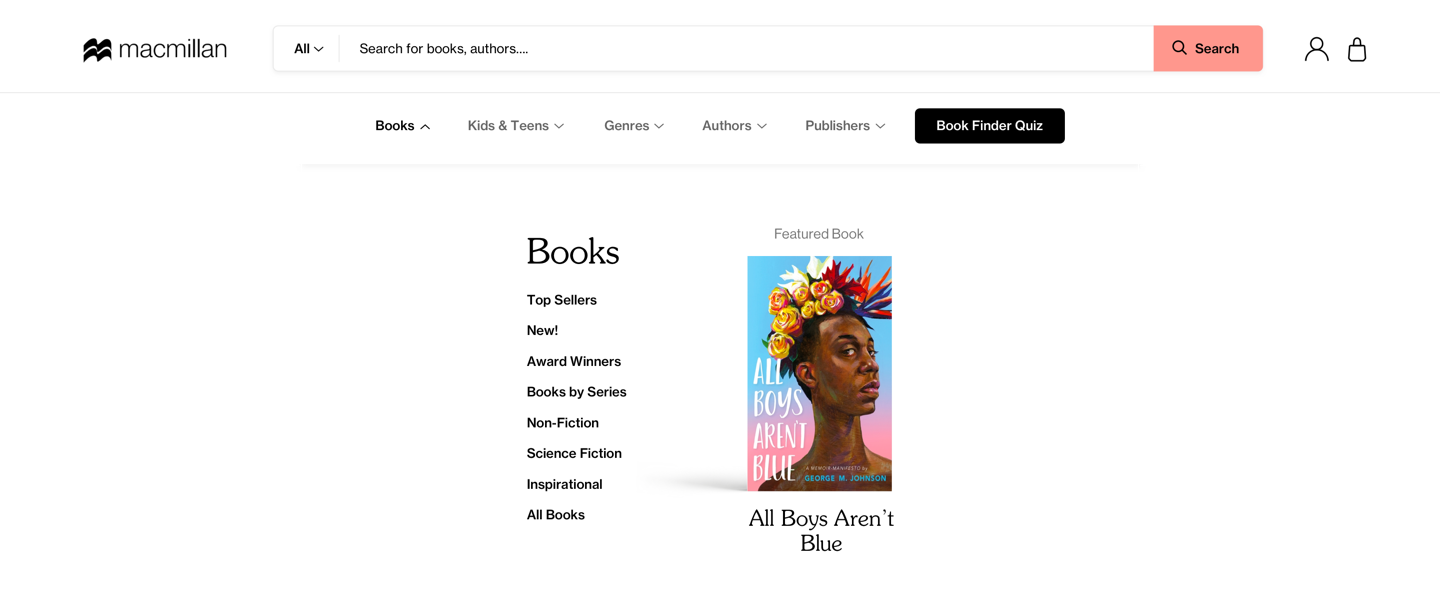 macmillan
All
Search for books, authors....
Search
Books
Kids & Teens
Genres
Authors
Publishers
Book Finder Quiz
Books
Top Sellers
New!
Award Winners
Books by Series
Non-Fiction
Science Fiction
Inspirational
All Books
Featured Book
ALL
BOYS
AREN'T
BLUE
A MEMOIR-MANIFESTO by
GEORGE M. JOHNSON
All Boys Aren’t
Blue